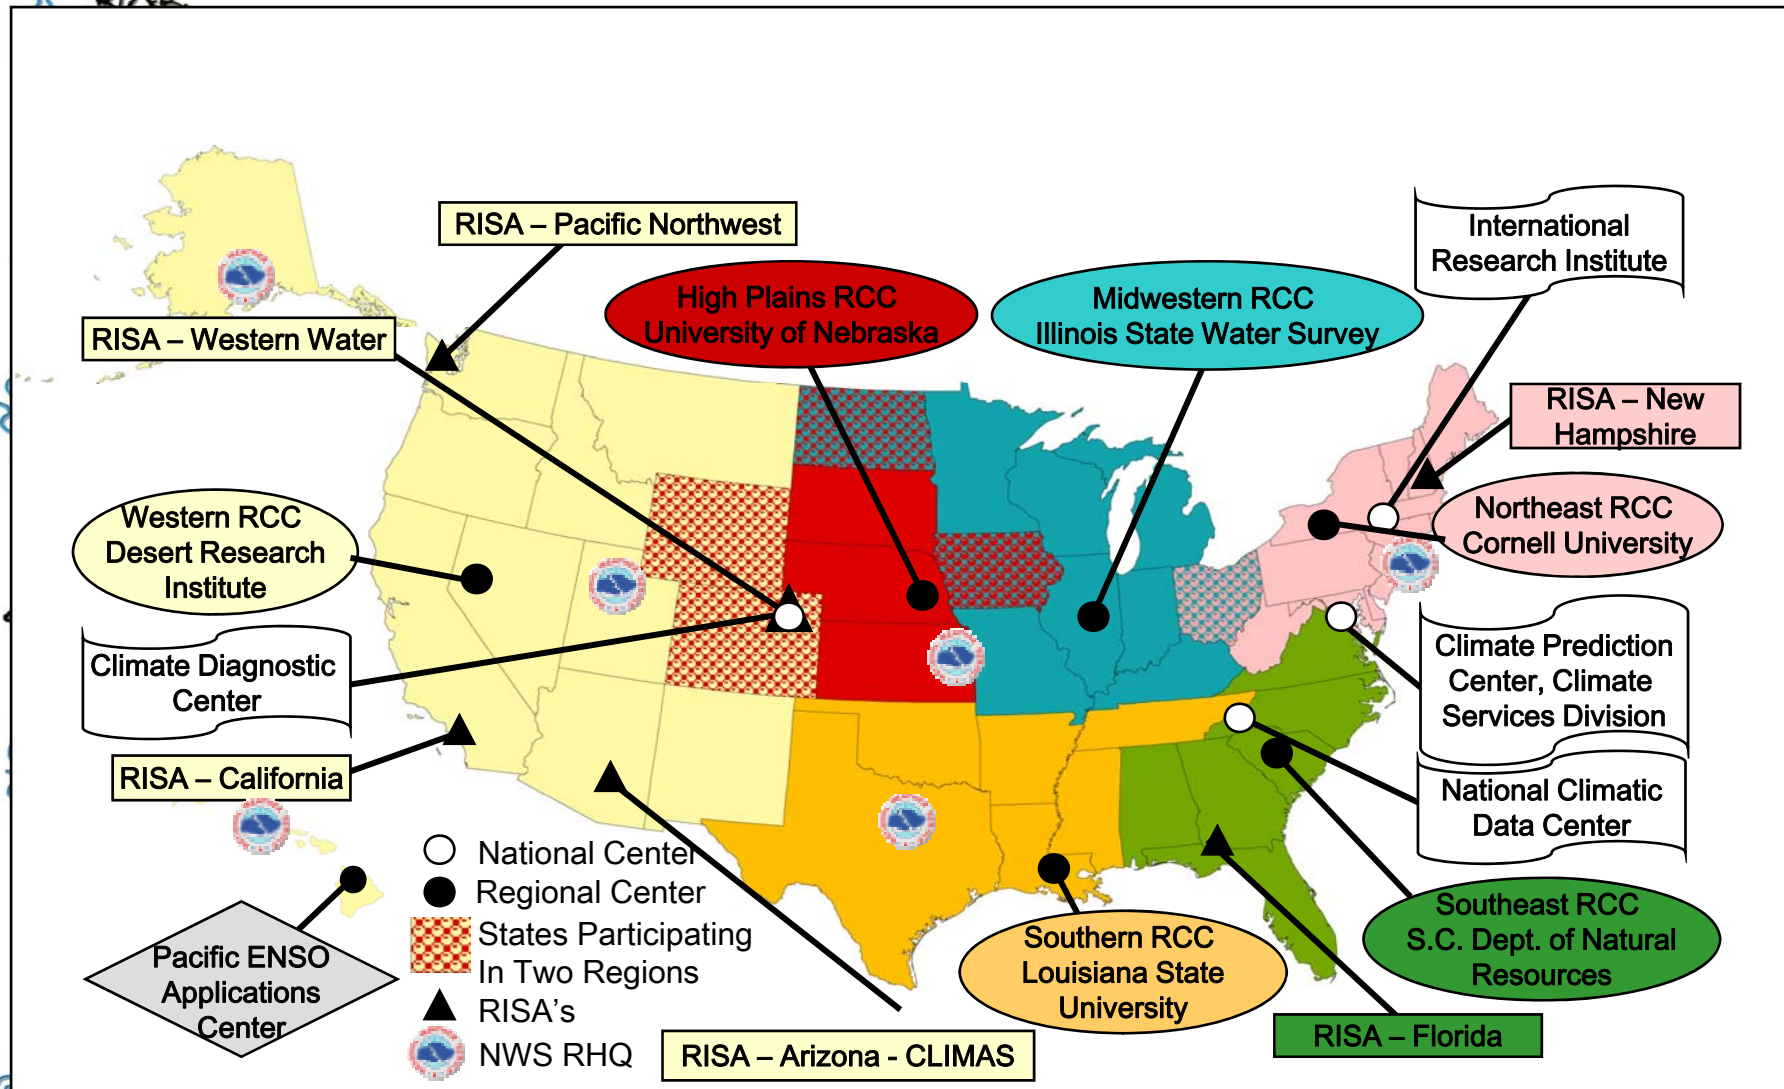 RISA – Pacific Northwest
International
Research Institute
High Plains RCC
University of Nebraska
Midwestern RCC
Illinois State Water Survey
RISA – Western Water
RISA – New
Hampshire
Western RCC
Desert Research
Institute
Northeast RCC
Cornell University
Climate Diagnostic
Center
Climate Prediction
Center, Climate
Services Division
RISA – California
National Climatic
Data Center
National Center
Regional Center
States Participating
In Two Regions
RISA's
NWS RHQ
Pacific ENSO
Applications
Center
Southern RCC
Louisiana State
University
Southeast RCC
S.C. Dept. of Natural
Resources
RISA – Florida
RISA – Arizona - CLIMAS